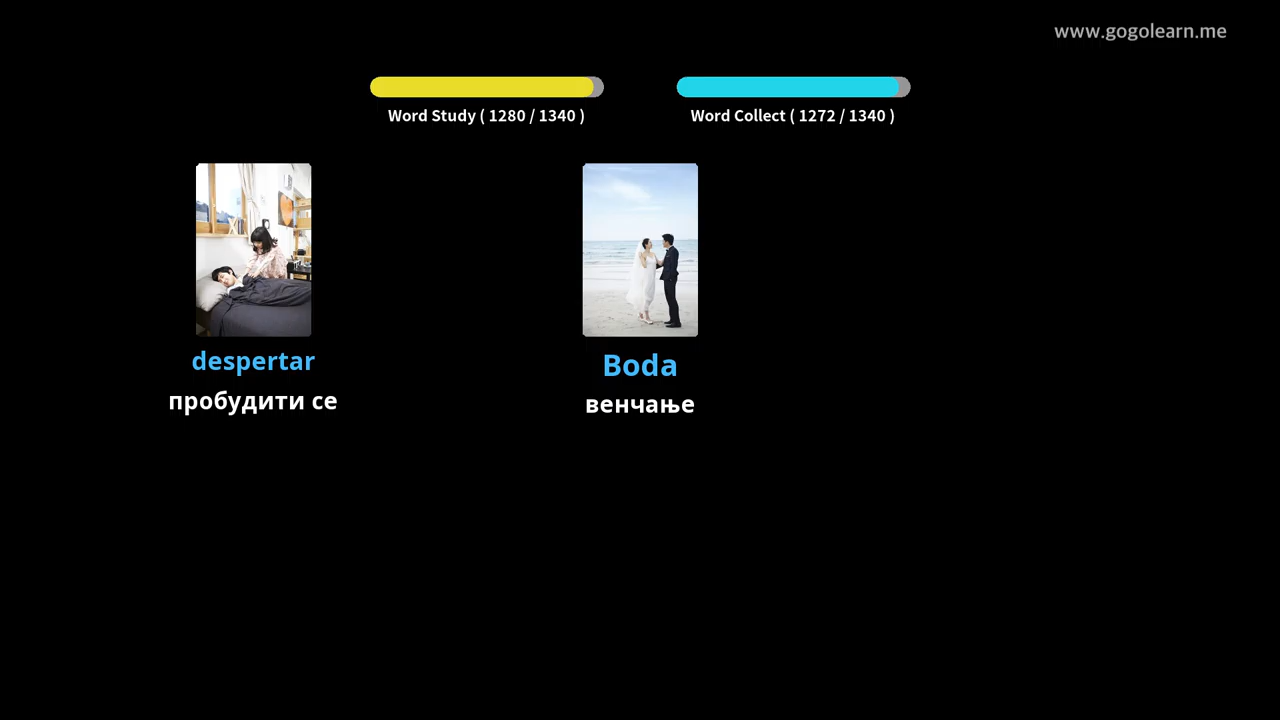 www.gogolearn.me
Word Study ( 1280 / 1340 )
Word Collect ( 1272 / 1340 )
despertar
пробудити се
Boda
венчање